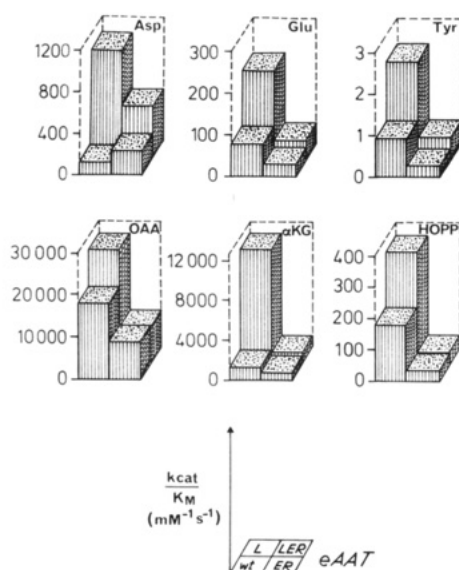 Asp
1200
800
400
0
Glu
300
200
100
0
Tyr
3
2
1
0
OAA
30 000
20 000
10 000
0
αKG
12 000
8000
4000
0
HOPP
400
300
200
100
0
kcat
KM
(mM-1s-1)
L LER
wt ER
eAAT